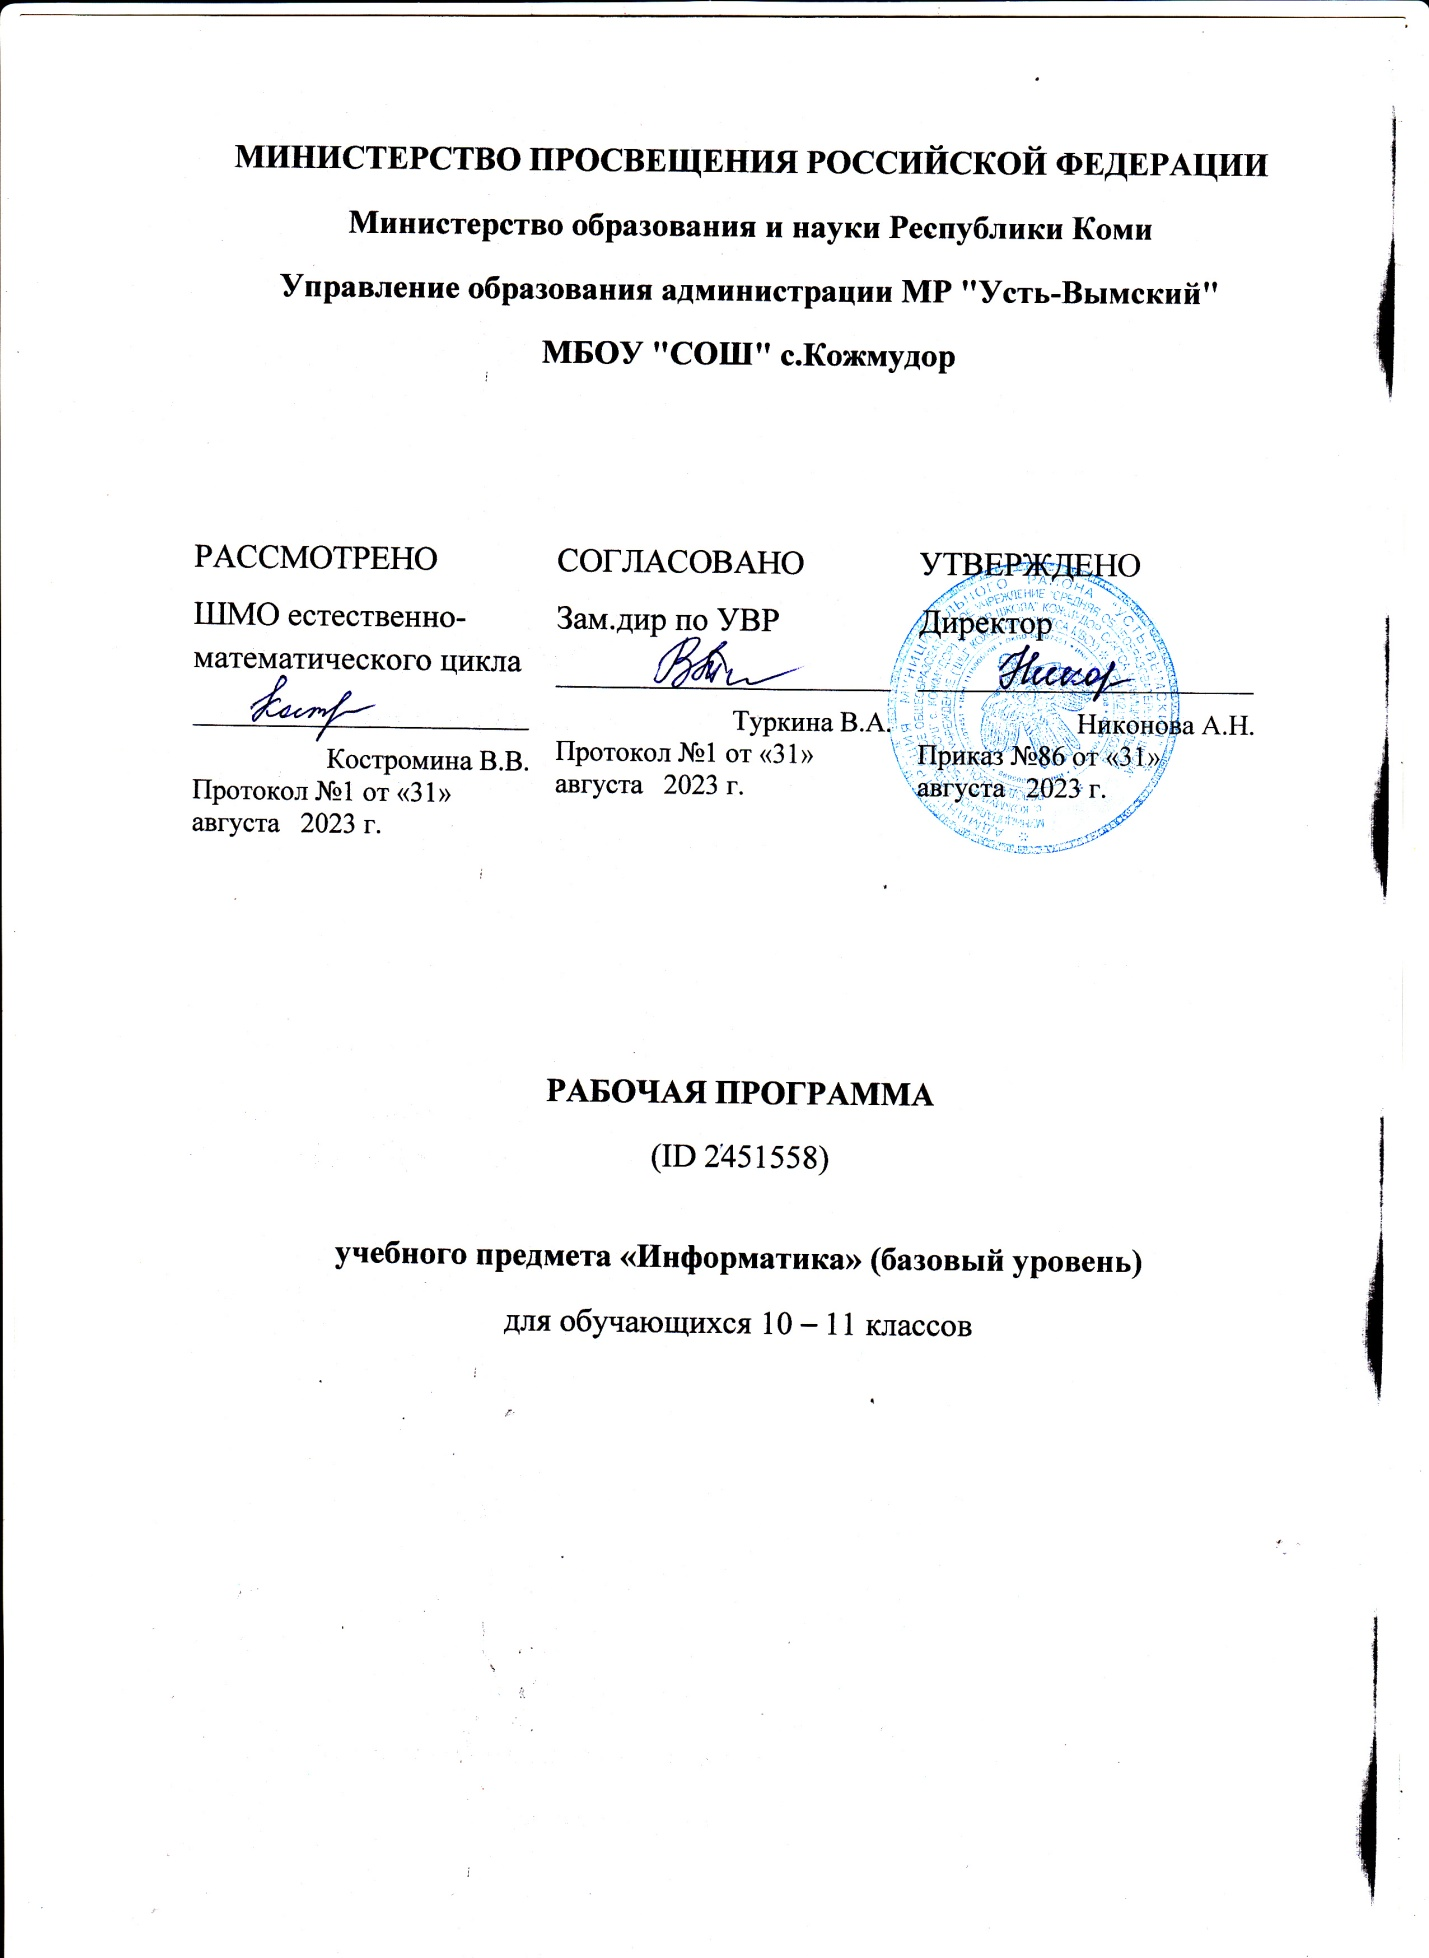 МИНИСТЕРСТВО ПРОСВЕЩЕНИЯ РОССИЙСКОЙ ФЕДЕРАЦИИ
Министерство образования и науки Республики Коми
Управление образования администрации МР "Усть-Вымский"
МБОУ "СОШ" с.Кожмудор
РАССМОТРЕНО
ШМО естественно-
математического цикла
Костромина В.В.
Протокол №1 от «31»
августа 2023 г.
СОГЛАСОВАНО
Зам.дир по УВР
Туркина В.А.
Протокол №1 от «31»
августа 2023 г.
УТВЕРЖДЕНО
Директор
Никонова А.Н.
Приказ №86 от «31»
августа 2023 г.
РАБОЧАЯ ПРОГРАММА
(ID 2451558)
учебного предмета «Информатика» (базовый уровень)
для обучающихся 10 – 11 классов